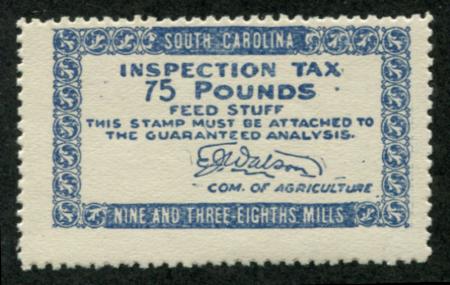 SOUTH CAROLINA
INSPECTION TAX
75 POUNDS
FEED STUFF
THIS STAMP MUST BE ATTACHED TO
THE GUARANTEED ANALYSIS.
EJWatson
COM. OF AGRICULTURE
NINE AND THREE-EIGHTHS MILLS